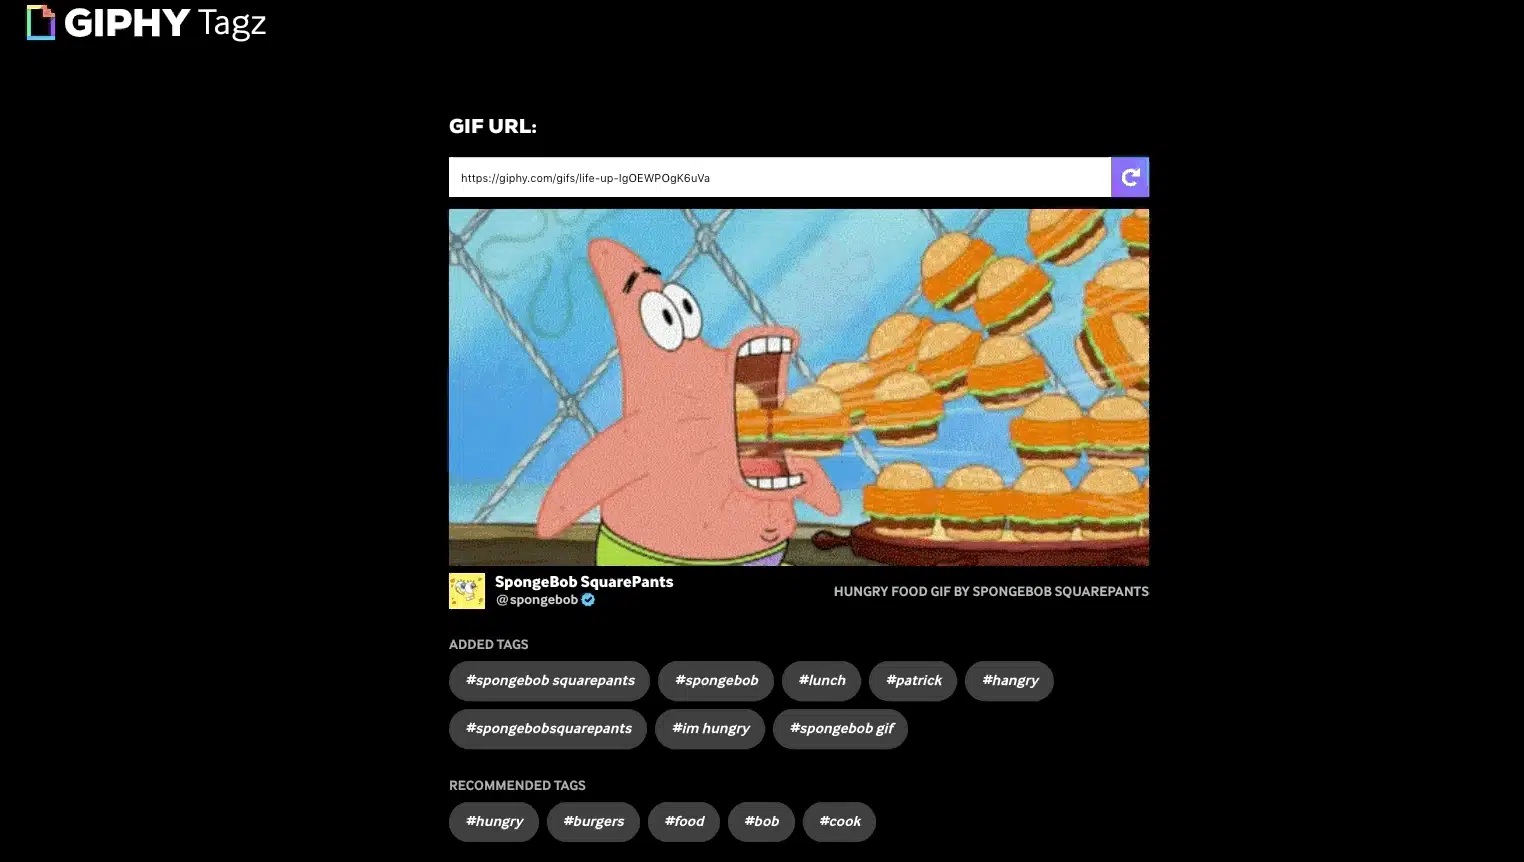 GIPHY Tagz
GIF URL:
https://giphy.com/gifs/life-up-lgOEWPOgK6uVa
SpongeBob SquarePants
@spongebob
HUNGRY FOOD GIF BY SPONGEBOB SQUAREPANTS
ADDED TAGS
#spongebob squarepants #spongebob #lunch #patrick #hangry
#spongebobsquarepants #im hungry #spongebob gif
RECOMMENDED TAGS
#hungry #burgers #food #bob #cook